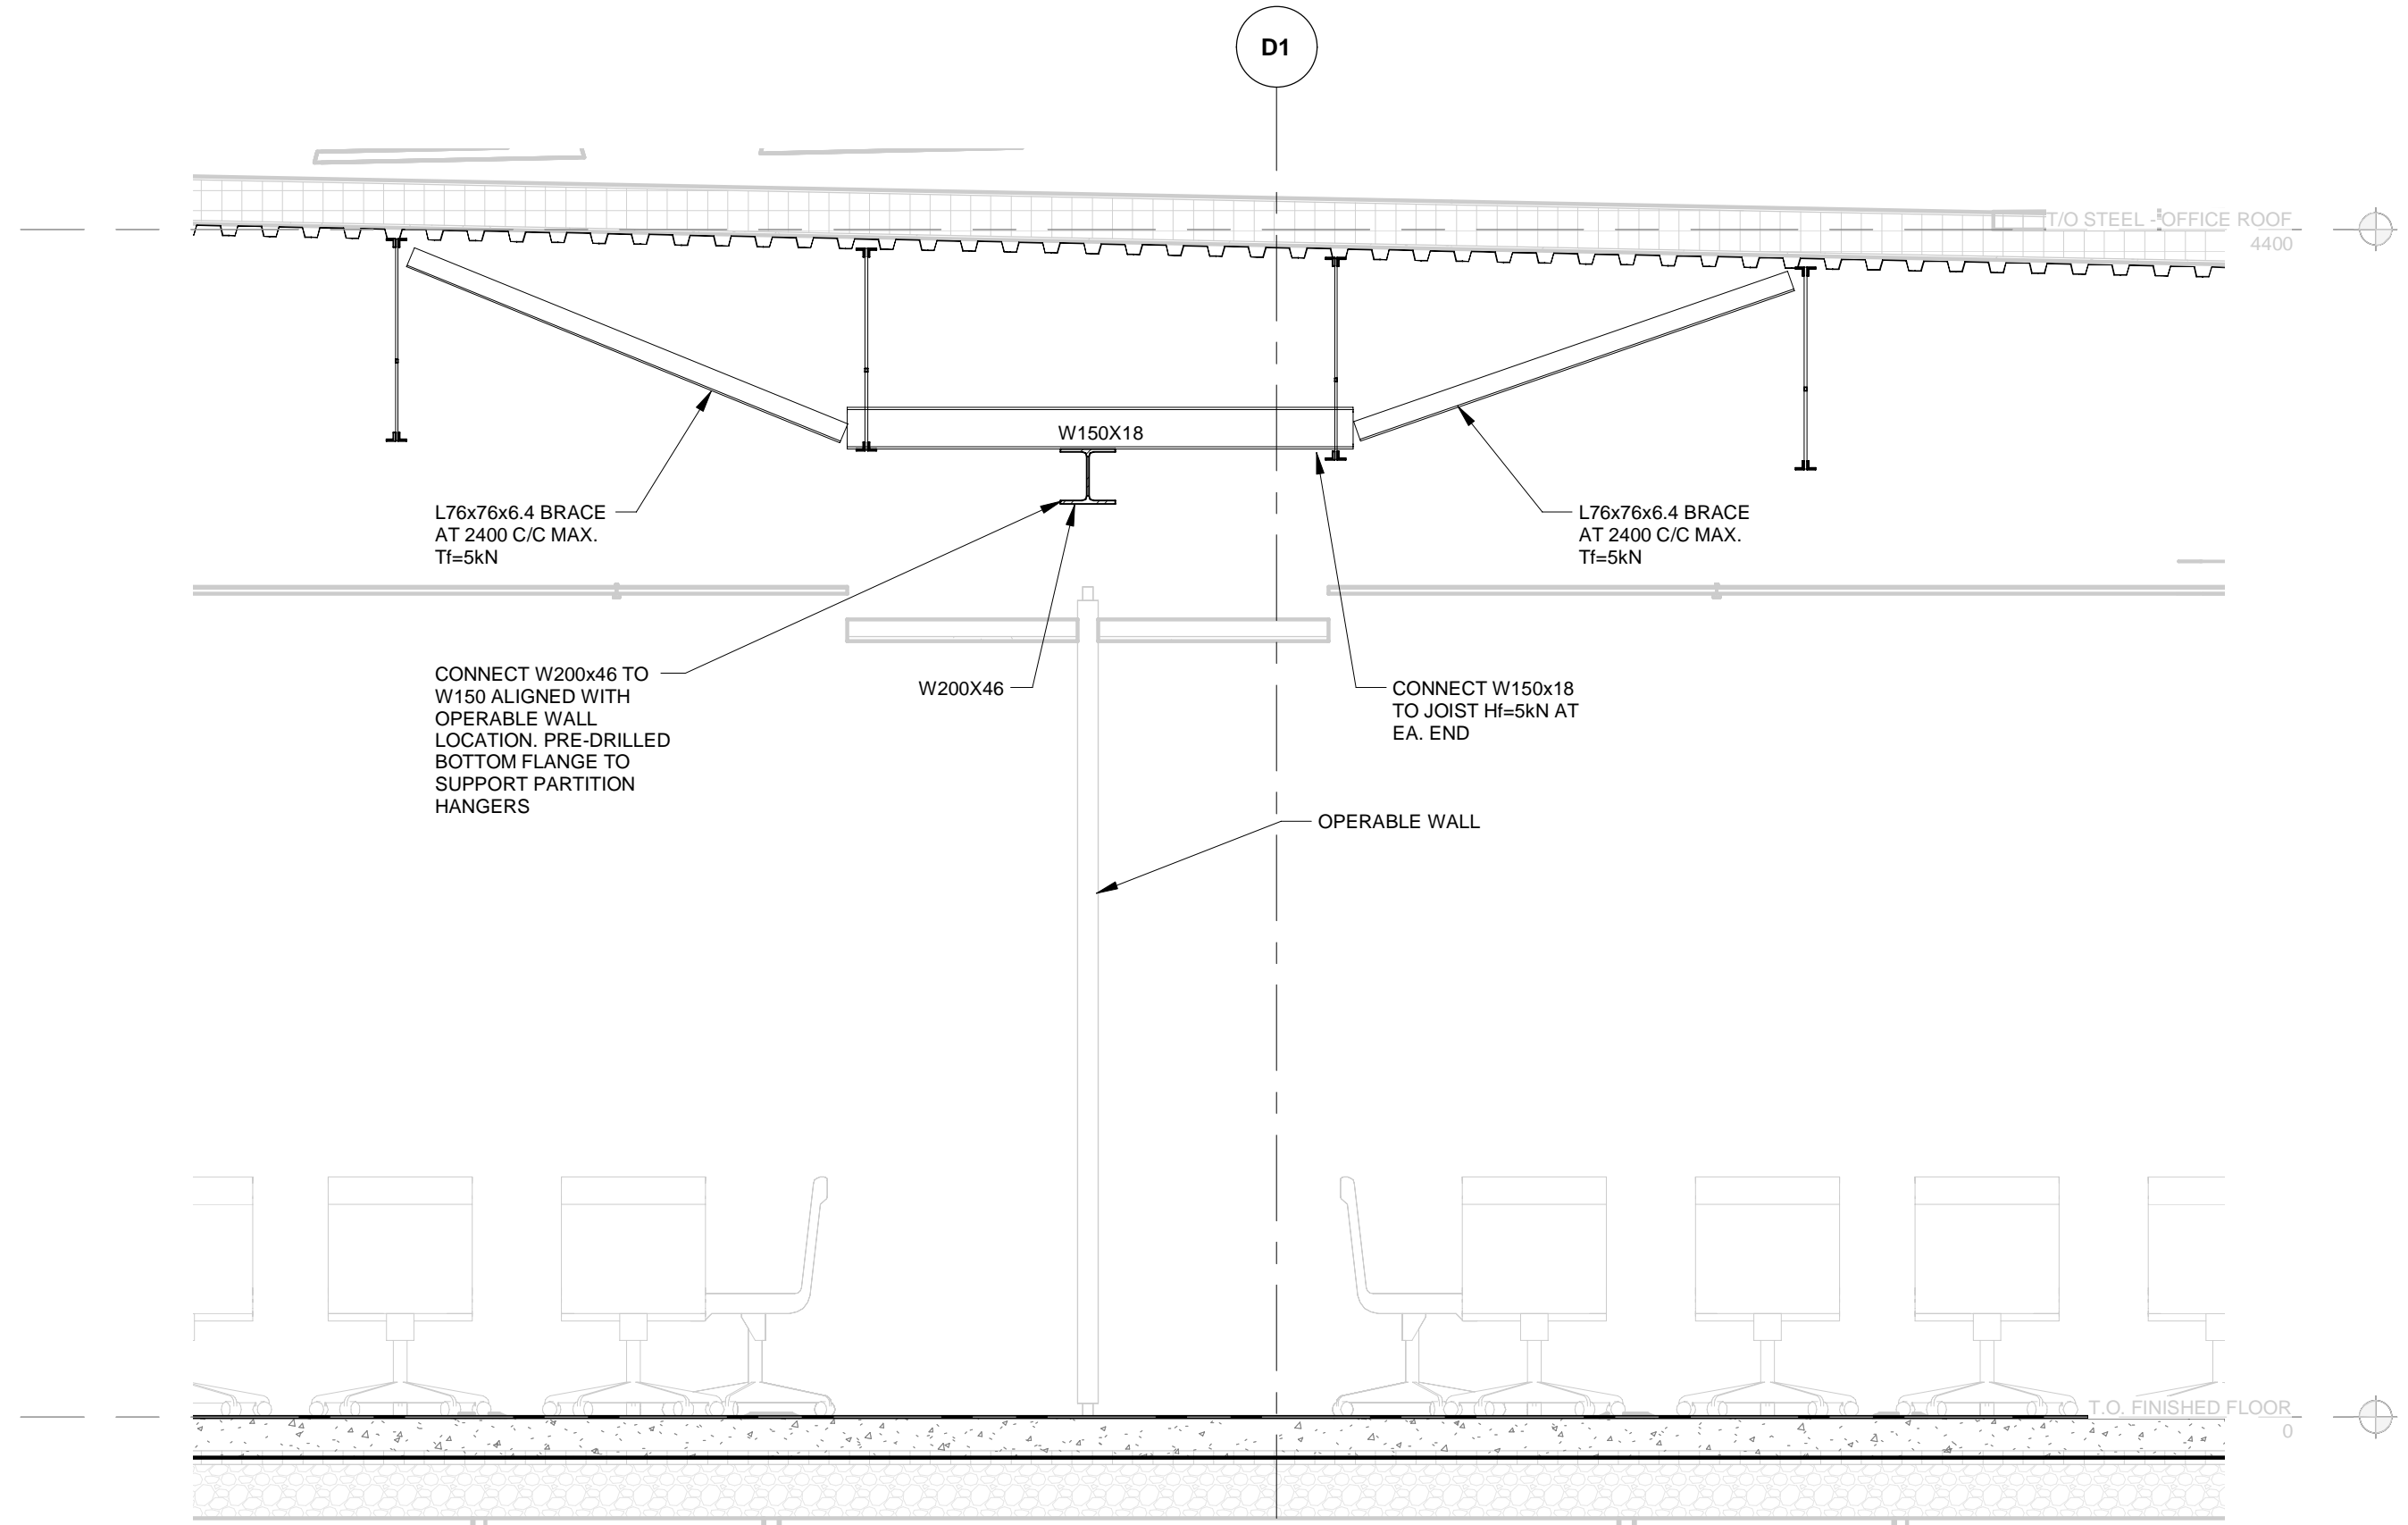 D1
T/O STEEL - OFFICE ROOF
4400
W150X18
L76x76x6.4 BRACE
AT 2400 C/C MAX.
Tf=5kN
L76x76x6.4 BRACE
AT 2400 C/C MAX.
Tf=5kN
CONNECT W200x46 TO
W150 ALIGNED WITH
OPERABLE WALL
LOCATION. PRE-DRILLED
BOTTOM FLANGE TO
SUPPORT PARTITION
HANGERS
W200X46
CONNECT W150x18
TO JOIST Hf=5kN AT
EA. END
OPERABLE WALL
T.O. FINISHED FLOOR
0